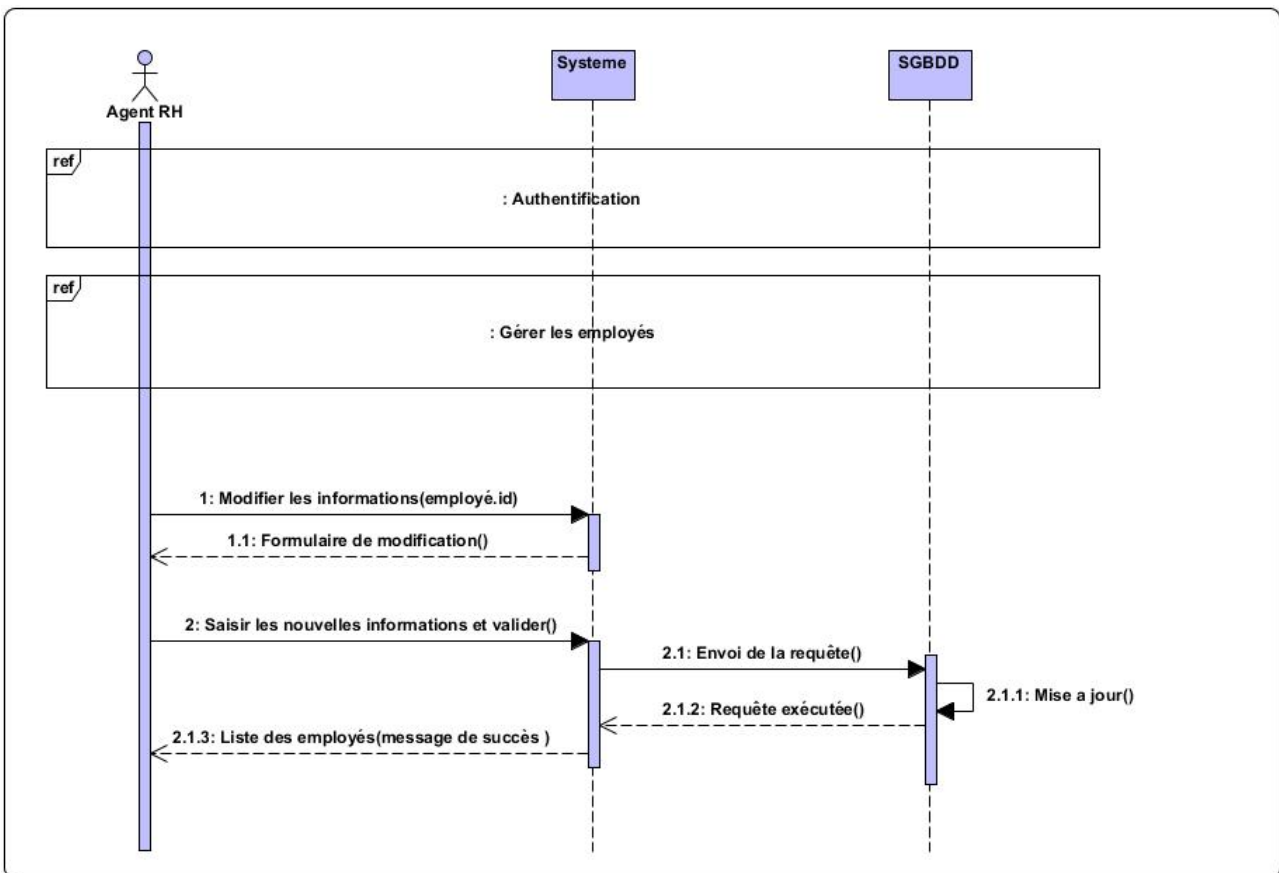 Systeme
SGBDD
Agent RH
ref
: Authentification
ref
: Gérer les employés
1: Modifier les informations(employé.id)
1.1: Formulaire de modification()
2: Saisir les nouvelles informations et valider()
2.1: Envoi de la requête()
2.1.1: Mise a jour()
2.1.2: Requête exécutée()
2.1.3: Liste des employés(message de succès )